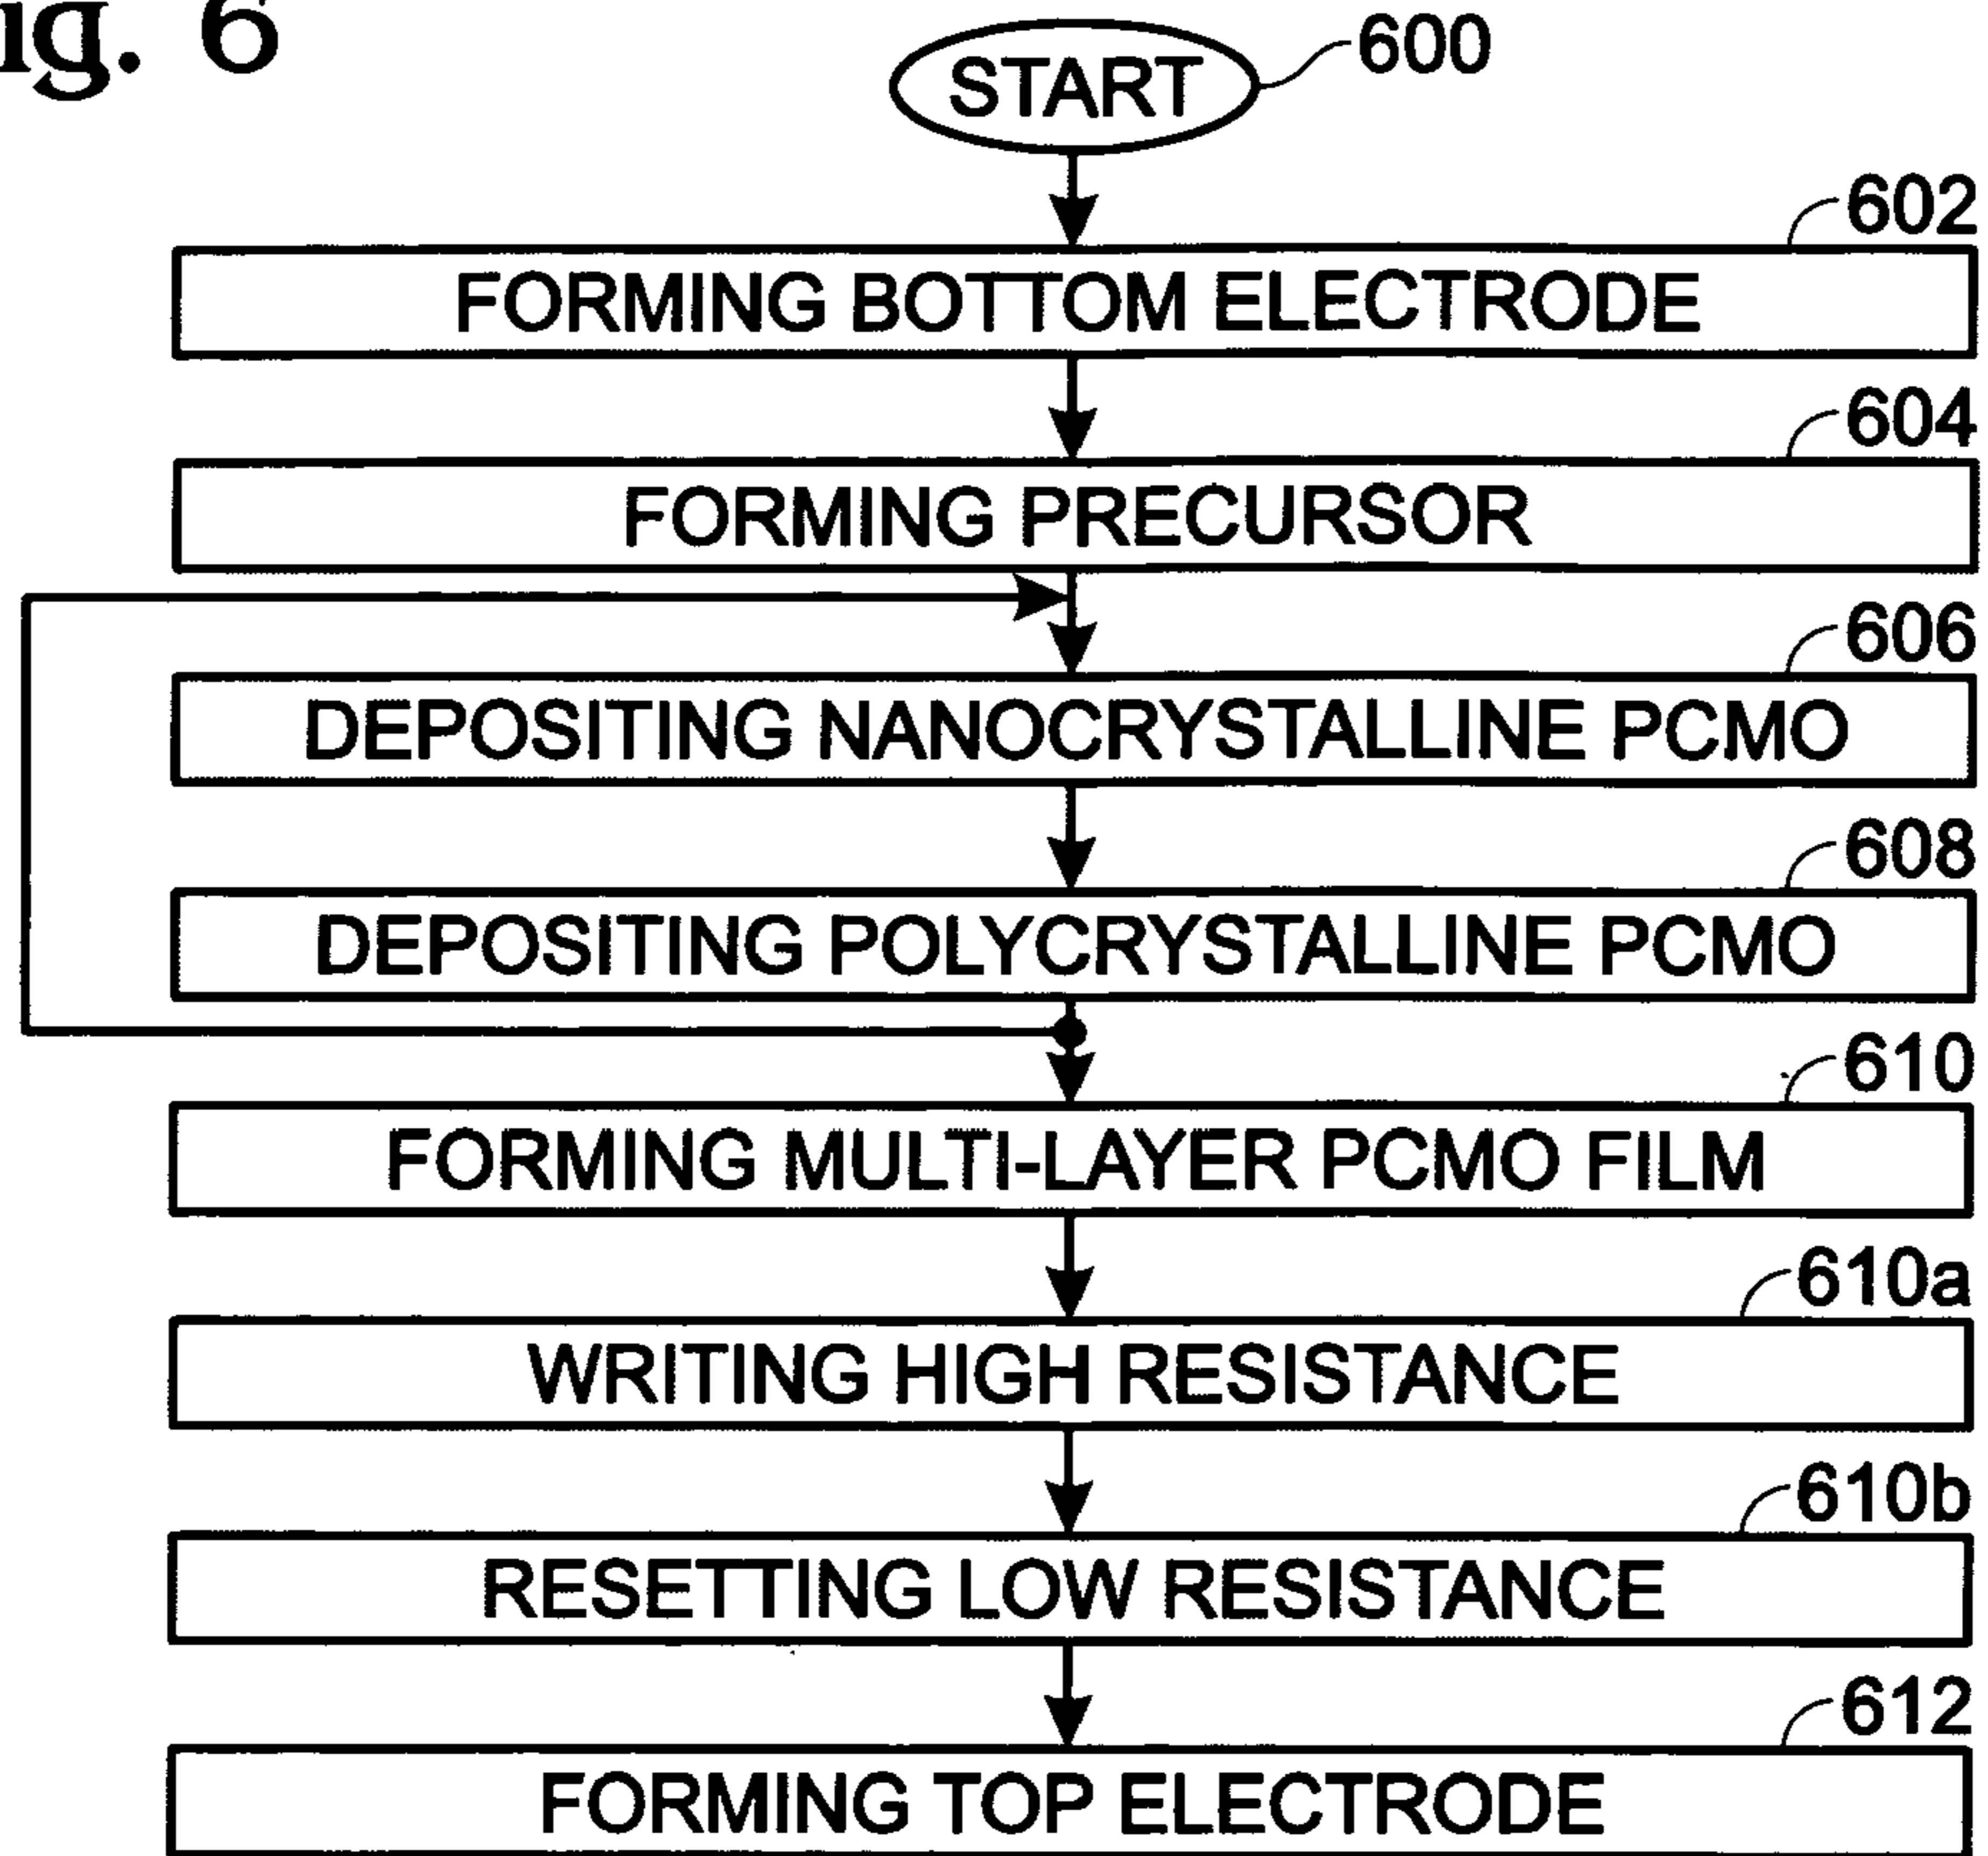 ig. 6
START
600
602
FORMING BOTTOM ELECTRODE
604
FORMING PRECURSOR
606
DEPOSITING NANOCRYSTALLINE PCMO
608
DEPOSITING POLYCRYSTALLINE PCMO
610
FORMING MULTI-LAYER PCMO FILM
610a
WRITING HIGH RESISTANCE
610b
RESETTING LOW RESISTANCE
612
FORMING TOP ELECTRODE